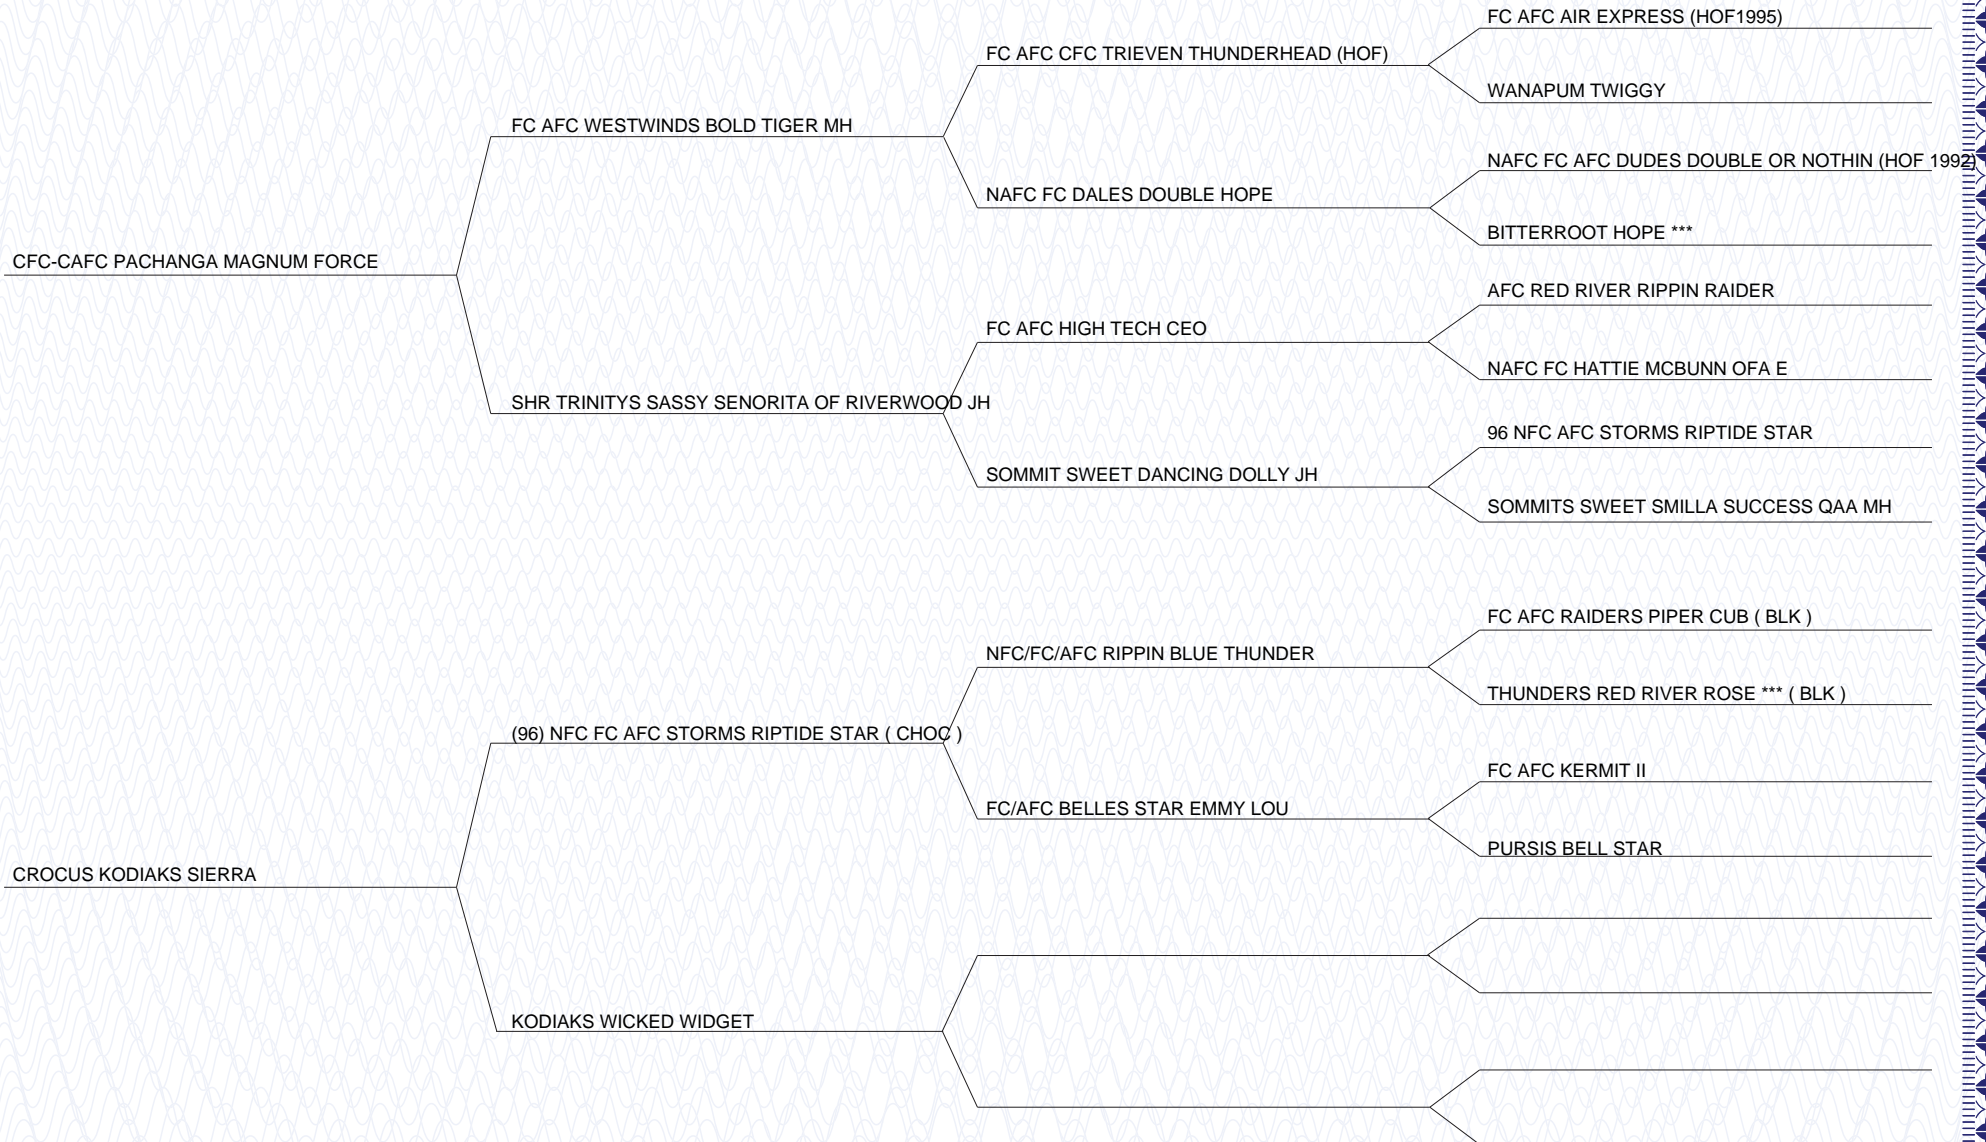 FC AFC AIR EXPRESS (HOF1995)
FC AFC CFC TRIEVEN THUNDERHEAD (HOF)
WANAPUM TWIGGY
FC AFC WESTWINDS BOLD TIGER MH
NAFC FC AFC DUDES DOUBLE OR NOTHIN (HOF 1992)
NAFC FC DALES DOUBLE HOPE
BITTERROOT HOPE ***
CFC-CAFC PACHANGA MAGNUM FORCE
AFC RED RIVER RIPPIN RAIDER
FC AFC HIGH TECH CEO
NAFC FC HATTIE MCBUNN OFA E
SHR TRINITYS SASSY SENORITA OF RIVERWOOD JH
96 NFC AFC STORMS RIPTIDE STAR
SOMMIT SWEET DANCING DOLLY JH
SOMMITS SWEET SMILLA SUCCESS QAA MH
FC AFC RAIDERS PIPER CUB ( BLK )
NFC/FC/AFC RIPPIN BLUE THUNDER
THUNDERS RED RIVER ROSE *** ( BLK )
(96) NFC FC AFC STORMS RIPTIDE STAR ( CHOC )
FC AFC KERMIT II
FC/AFC BELLES STAR EMMY LOU
PURSIS BELL STAR
CROCUS KODIAKS SIERRA
KODIAKS WICKED WIDGET